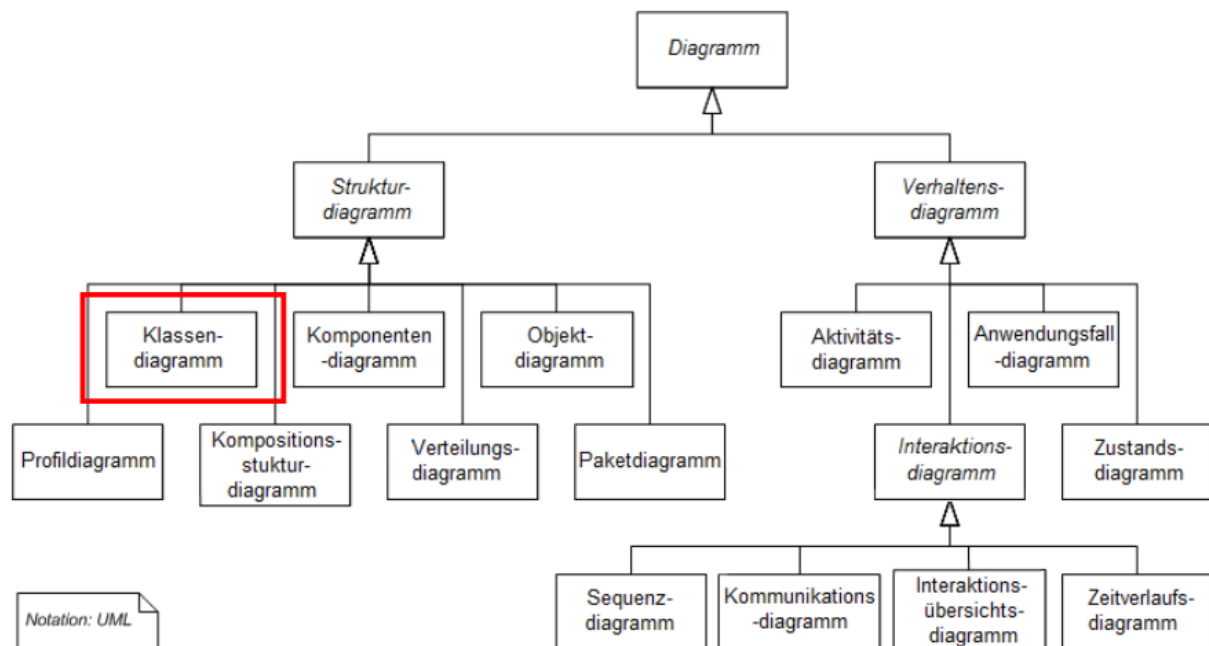 Diagramm
Struktur-
diagramm
Verhaltens-
diagramm
Klassen-
diagramm
Komponenten
-diagramm
Objekt-
diagramm
Aktivitäts-
diagramm
Anwendungsfall
-diagramm
Profildiagramm
Kompositions-
stuktur-
diagramm
Verteilungs-
diagramm
Paketdiagramm
Interaktions-
diagramm
Zustands-
diagramm
Sequenz-
diagramm
Kommunikations
-diagramm
Interaktions-
übersichts-
diagramm
Zeitverlaufs-
diagramm
Notation: UML